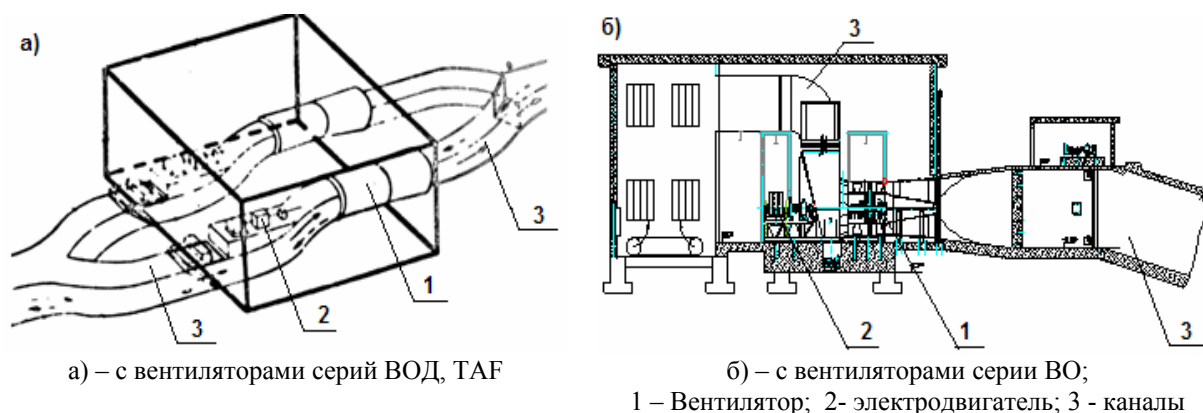 а)
1
2
3
3
б)
3
2
1
3
а) – с вентиляторами серий ВОД, TAF
б) – с вентиляторами серии ВО;
1 – Вентилятор;  2- электродвигатель; 3 - каналы